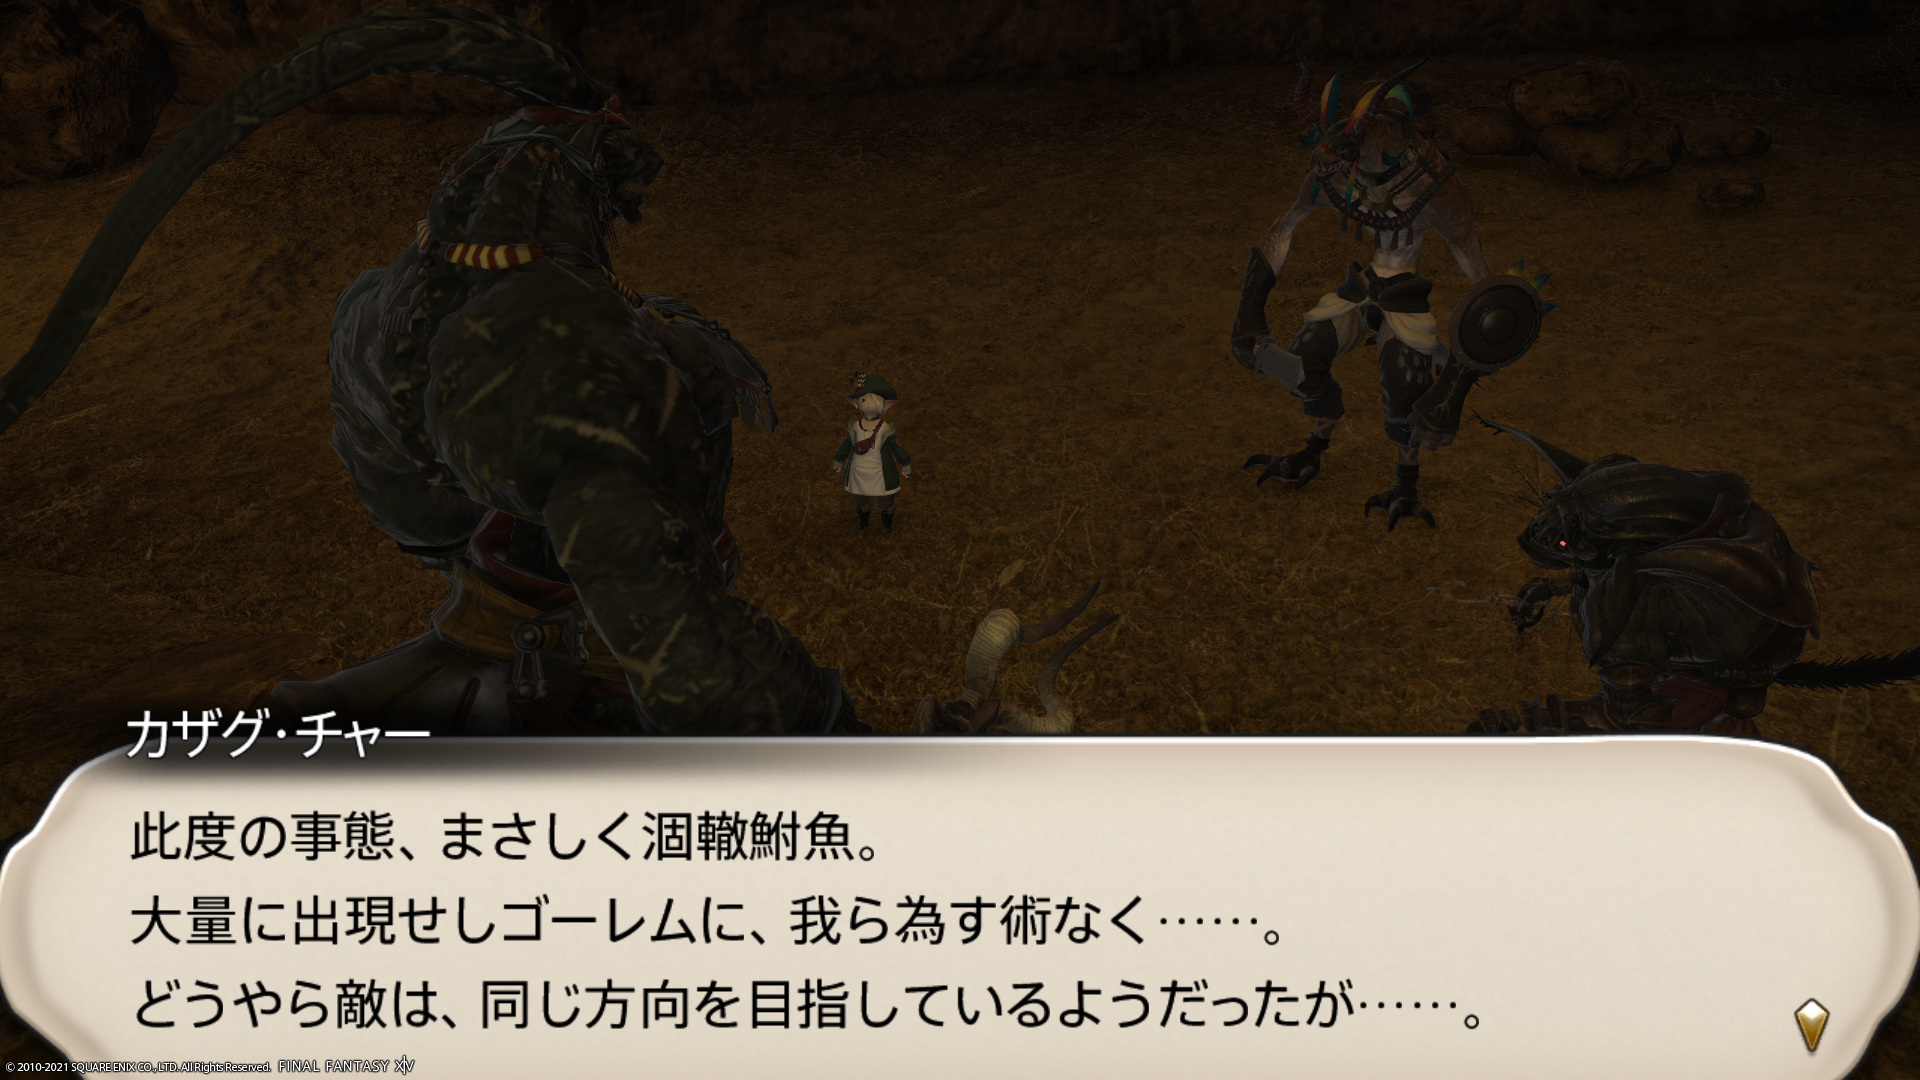 カザグ・チャー
此度の事態、まさしく涸轍鮒魚。
大量に出現せしゴーレムに、我ら為す術なく……。
どうやら敵は、同じ方向を目指しているようだったが……。
© 2010-2021 SQUARE ENIX CO., LTD. All Rights Reserved. FINAL FANTASY XIV